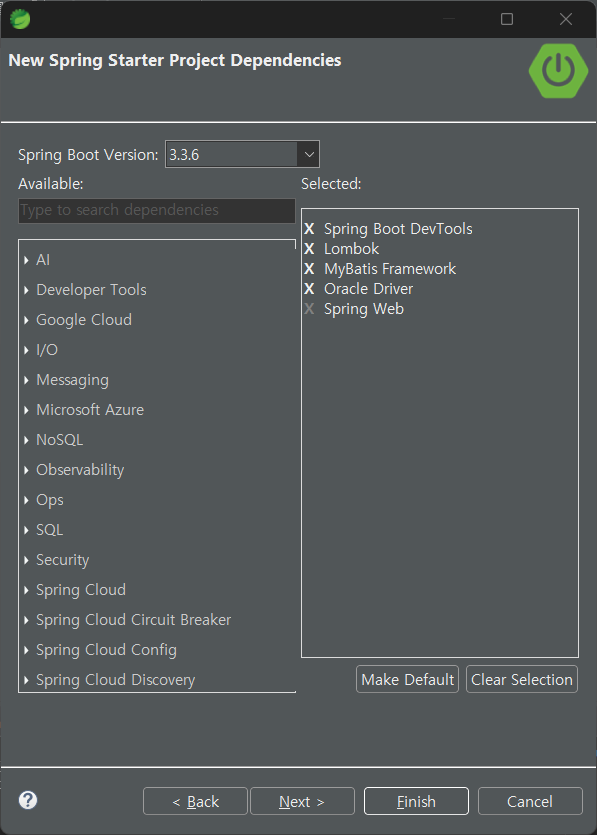 New Spring Starter Project Dependencies
Spring Boot Version: 3.3.6
Available:
Type to search dependencies
AI
Developer Tools
Google Cloud
I/O
Messaging
Microsoft Azure
NoSQL
Observability
Ops
SQL
Security
Spring Cloud
Spring Cloud Circuit Breaker
Spring Cloud Config
Spring Cloud Discovery
Selected:
X Spring Boot DevTools
X Lombok
X MyBatis Framework
X Oracle Driver
X Spring Web
Make Default Clear Selection
? < Back Next > Finish Cancel